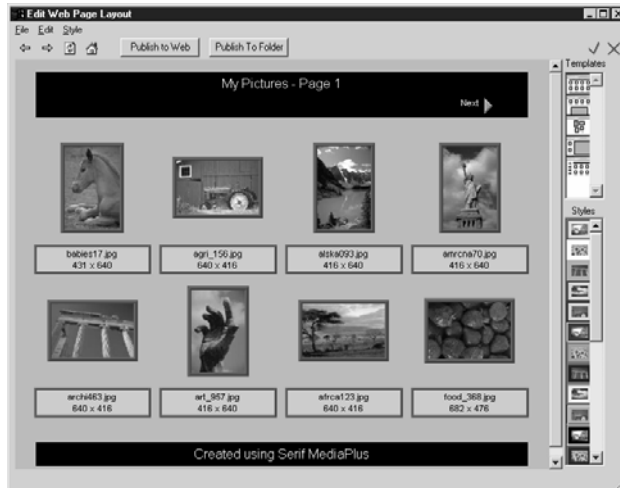 Edit Web Page Layout
File Edit Style
Publish to Web Publish To Folder
Templates
My Pictures - Page 1
Next
babies17.jpg
431 x 640
agri_156.jpg
640 x 416
alska093.jpg
416 x 640
amrcna70.jpg
416 x 640
Styles
archi463.jpg
640 x 416
art_957.jpg
416 x 640
afrca123.jpg
640 x 416
food_368.jpg
682 x 476
Created using Serif MediaPlus